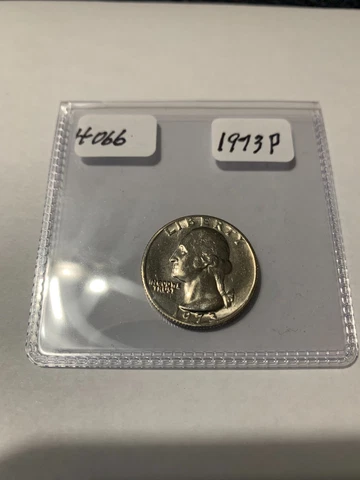 4066
1973P
LIBERTY
IN GOD WE
TRUST
1973